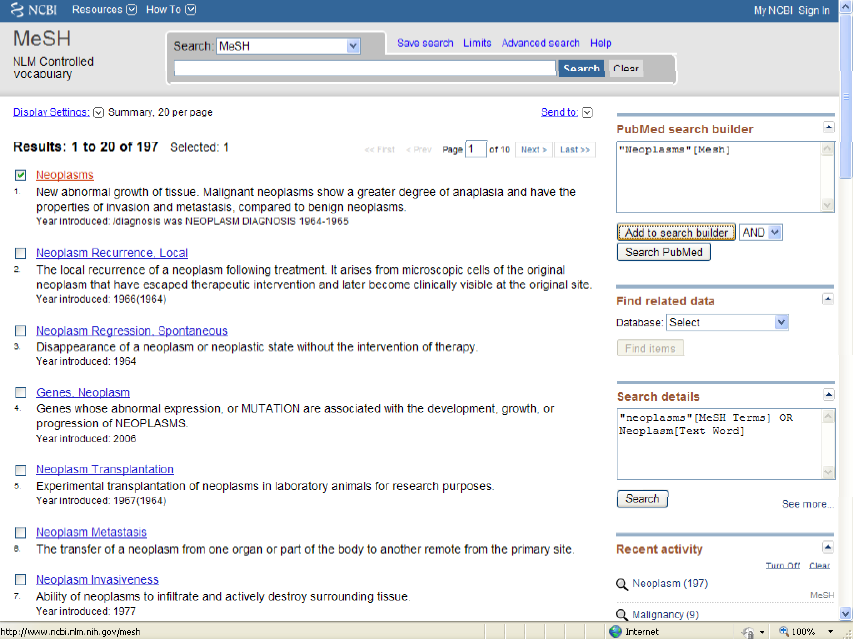 NCBI Resources How To My NCBI Sign In
MeSH
NLM Controlled
Vocabulary
Search: MeSH
Save search Limits Advanced search Help
Search Clear
Display Settings: Summary, 20 per page
Send to:
Results: 1 to 20 of 197 Selected: 1
<< First < Prev Page 1 of 10 Next > Last >>
Neoplasms
1. New abnormal growth of tissue. Malignant neoplasms show a greater degree of anaplasia and have the
properties of invasion and metastasis, compared to benign neoplasms.
Year introduced: /diagnosis was NEOPLASM DIAGNOSIS 1964-1965
Neoplasm Recurrence, Local
2. The local recurrence of a neoplasm following treatment. It arises from microscopic cells of the original
neoplasm that have escaped therapeutic intervention and later become clinically visible at the original site.
Year introduced: 1966(1964)
Neoplasm Regression, Spontaneous
3. Disappearance of a neoplasm or neoplastic state without the intervention of therapy.
Year introduced: 1964
Genes, Neoplasm
4. Genes whose abnormal expression, or MUTATION are associated with the development, growth, or
progression of NEOPLASMS.
Year introduced: 2006
Neoplasm Transplantation
5. Experimental transplantation of neoplasms in laboratory animals for research purposes.
Year introduced: 1967(1964)
Neoplasm Metastasis
6. The transfer of a neoplasm from one organ or part of the body to another remote from the primary site.
Neoplasm Invasiveness
7. Ability of neoplasms to infiltrate and actively destroy surrounding tissue.
Year introduced: 1977
PubMed search builder
"Neoplasms"[Mesh]
Add to search builder AND
Search PubMed
Find related data
Database: Select
Find items
Search details
"neoplasms"[MeSH Terms] OR
Neoplasm[Text Word]
Search
See more...
Recent activity
Turn Off Clear
Neoplasm (197)
MeSH
Malignancy (9)
http://www.ncbi.nlm.nih.gov/mesh Internet 100%